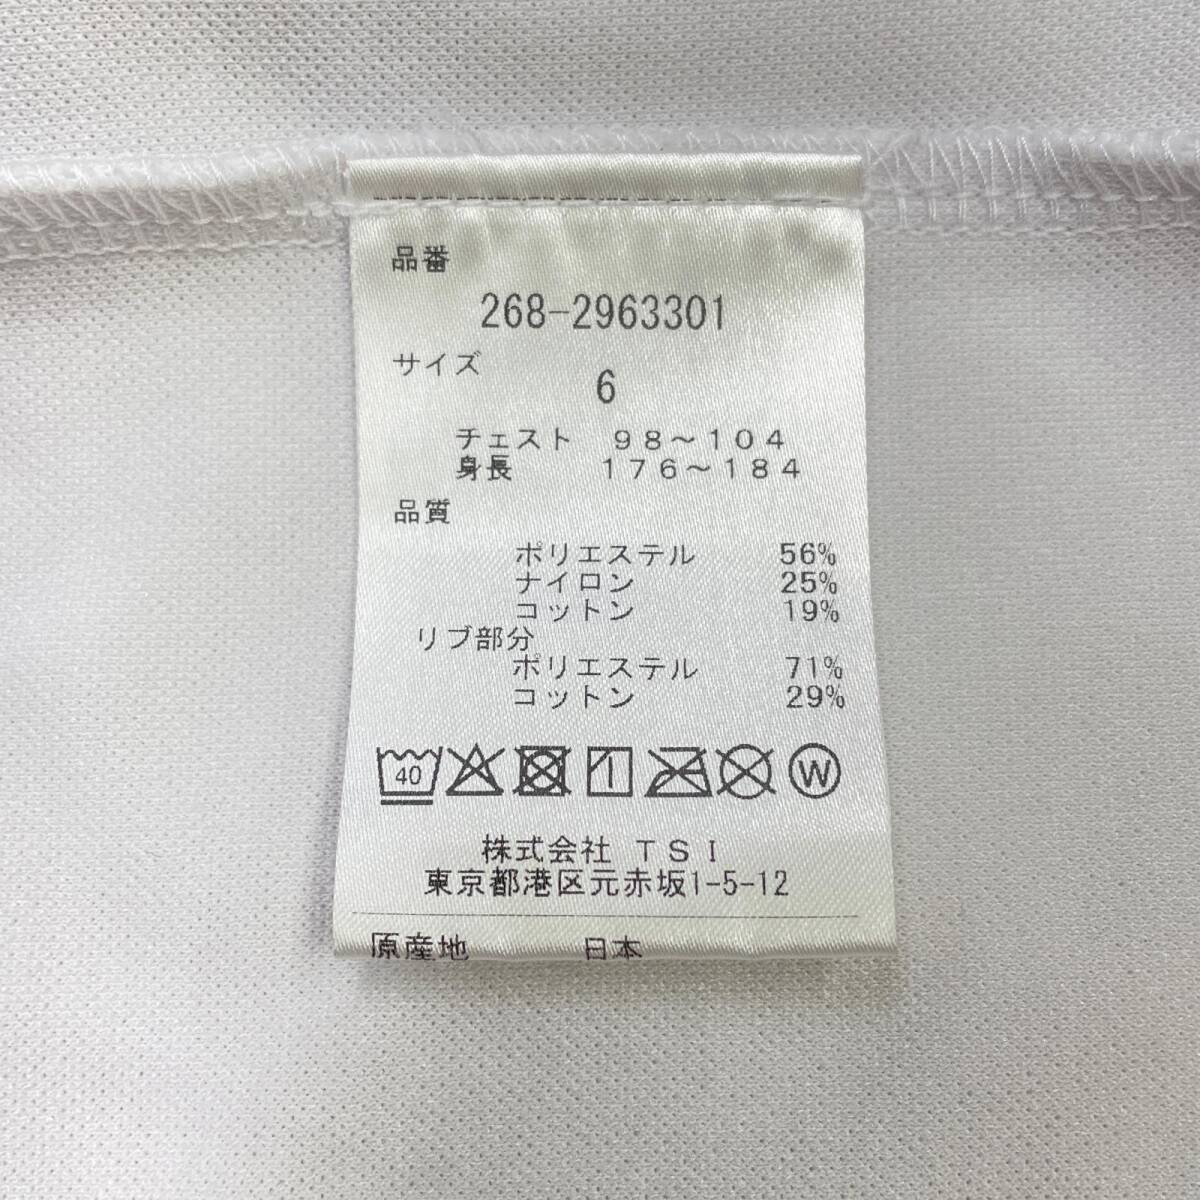 品番
268-2963301
サイズ
6
チェスト 98～104
身長 176～184
品質
ポリエステル 56%
ナイロン 25%
コットン 19%
リブ部分
ポリエステル 71%
コットン 29%
40 W
株式会社 TSI
東京都港区元赤坂1-5-12
原産地 日本